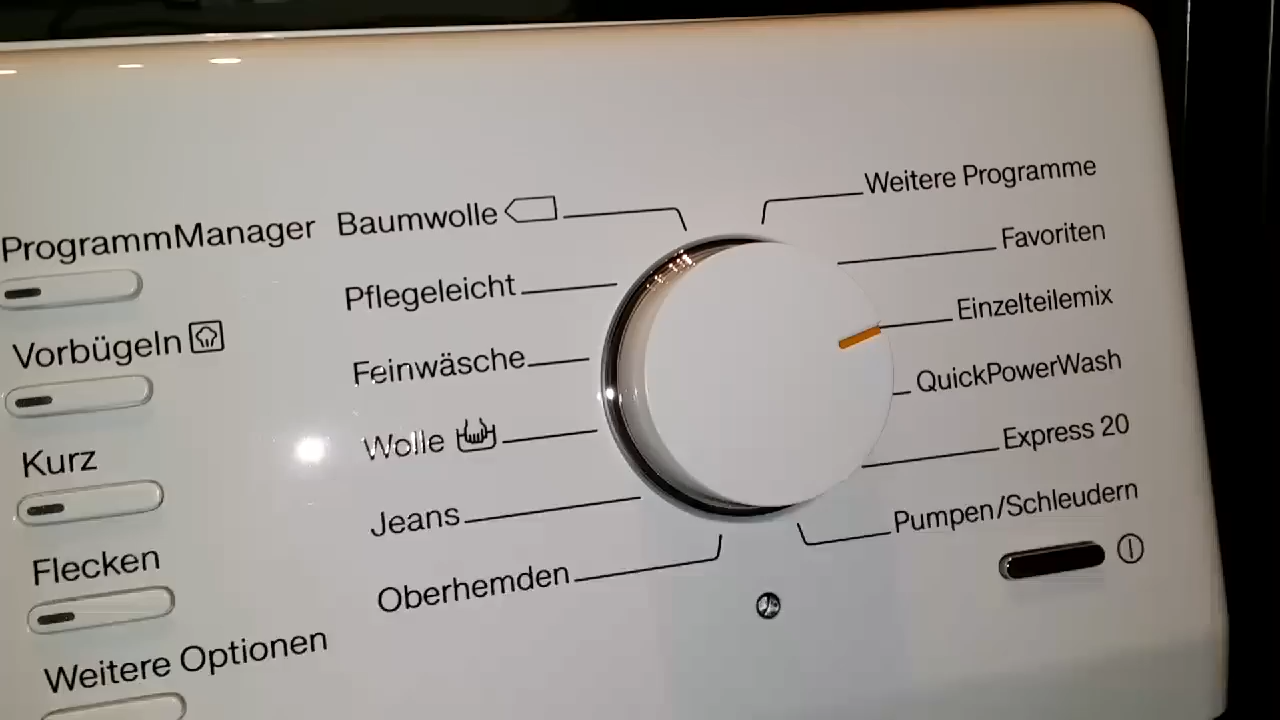 ProgrammManager
Vorbügeln
Kurz
Flecken
Weitere Optionen
Baumwolle
Pflegeleicht
Feinwäsche
Wolle
Jeans
Oberhemden
Weitere Programme
Favoriten
Einzelteilemix
QuickPowerWash
Express 20
Pumpen/Schleudern